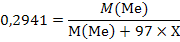 0,2941 = M(Me) / M(Me) + 97 × X